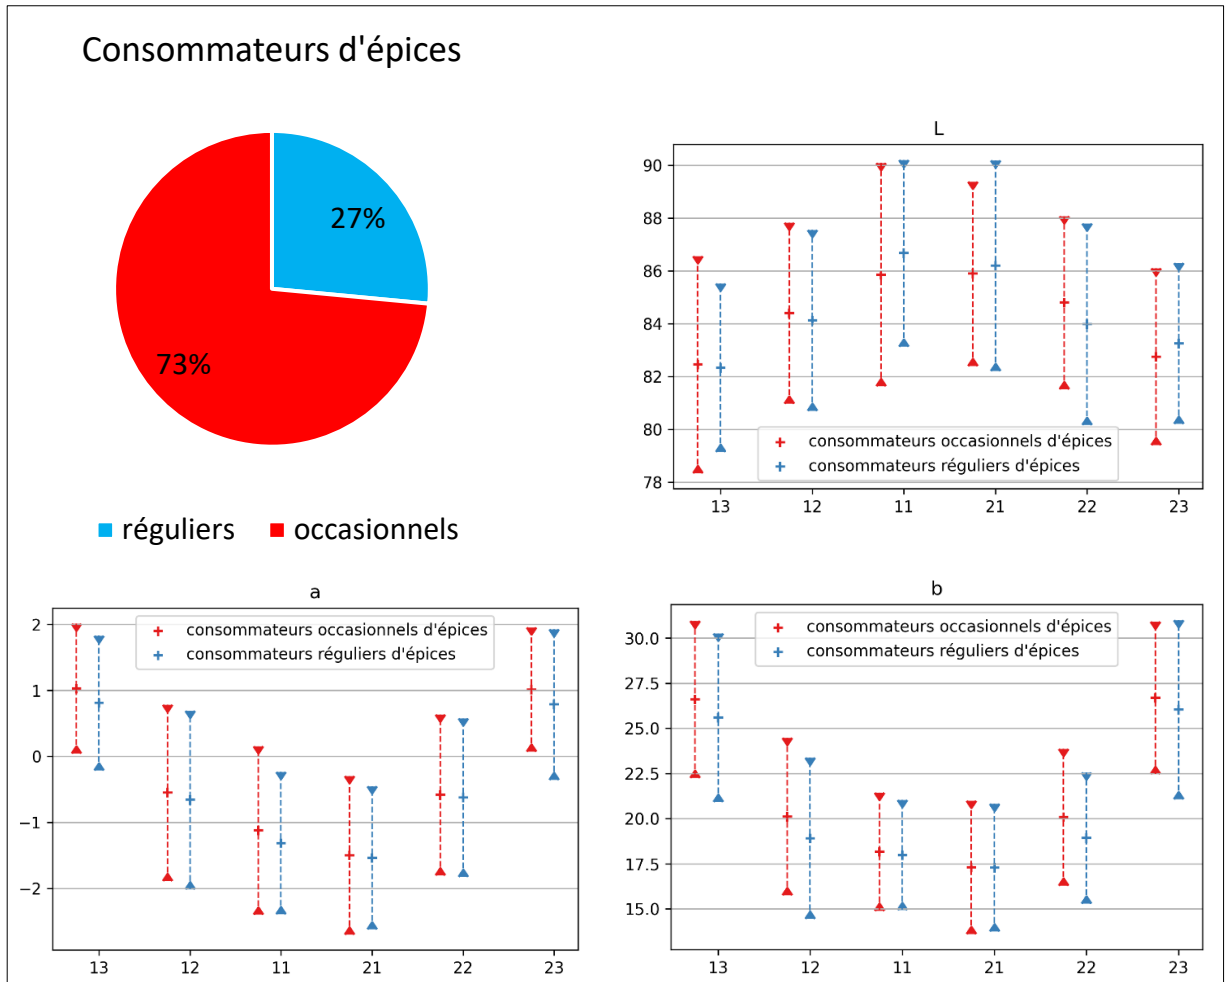 Consommateurs d'épices
27%
73%
réguliers occasionnels
L
90
88
86
84
82
80
78
consommateurs occasionnels d'épices
consommateurs réguliers d'épices
13 12 11 21 22 23
a
2
1
0
−1
−2
consommateurs occasionnels d'épices
consommateurs réguliers d'épices
13 12 11 21 22 23
b
30.0
27.5
25.0
22.5
20.0
17.5
15.0
consommateurs occasionnels d'épices
consommateurs réguliers d'épices
13 12 11 21 22 23